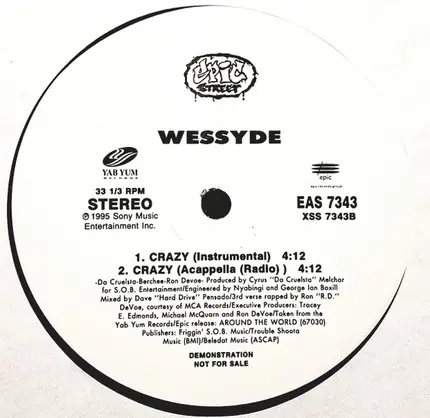 EPIC
STREET
WESSYDE
YAB YUM
RECORDS
epic
epic records group
33 1/3 RPM
STEREO
℗ 1995 Sony Music
Entertainment Inc.
EAS 7343
XSS 7343B
1. CRAZY (Instrumental) 4:12
2. CRAZY (Acappella (Radio) ) 4:12
-Da Cruelsta-Berchee-Ron Devoe- Produced by Cyrus "Da Cruelsta" Melchor
for S.O.B. Entertainment/Engineered by Nyabingi and George Ian Boxill
Mixed by Dave "Hard Drive" Pensado/3rd verse rapped by Ron "R.D."
DeVoe, courtesy of MCA Records/Executive Producers: Tracey
E. Edmonds, Michael McQuarn and Ron DeVoe/Taken from the
Yab Yum Records/Epic release: AROUND THE WORLD (67030)
Publishers: Friggin' S.O.B. Music/Trouble Shoota
Music (BMI)/Beledat Music (ASCAP)
DEMONSTRATION
NOT FOR SALE